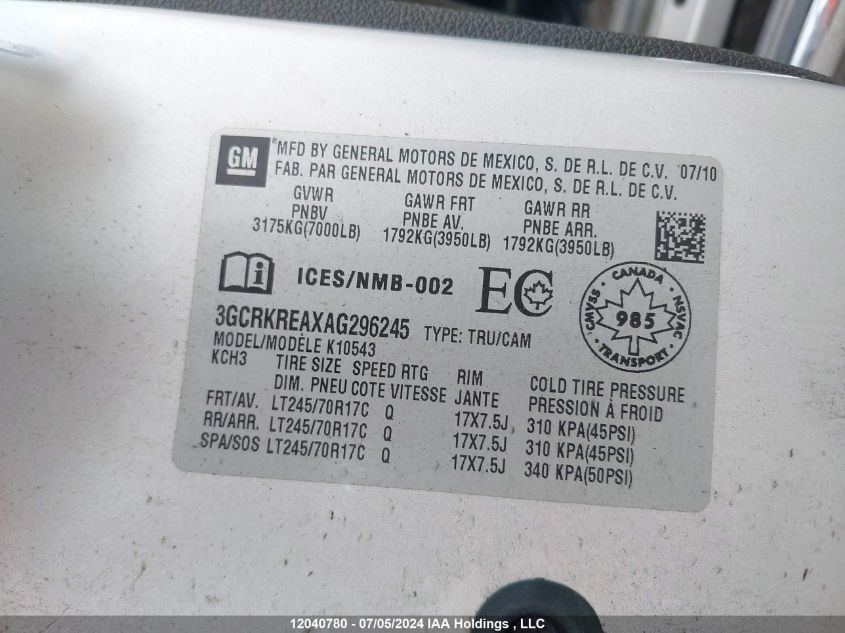 GM
*MFD BY GENERAL MOTORS DE MEXICO, S. DE R.L. DE C.V. 07/10
FAB. PAR GENERAL MOTORS DE MEXICO, S. DE R.L. DE C.V.
GVWR GAWR FRT GAWR RR
PNBV PNBE AV. PNBE ARR.
3175KG(7000LB) 1792KG(3950LB) 1792KG(3950LB)
i ICES/NMB-002 EC
CANADA
CMVSS 985 NSVAC
TRANSPORT
3GCRKREAXAG296245 TYPE: TRU/CAM
MODEL/MODÈLE K10543
KCH3 TIRE SIZE SPEED RTG RIM COLD TIRE PRESSURE
DIM. PNEU COTE VITESSE JANTE PRESSION À FROID
FRT/AV. LT245/70R17C Q 17X7.5J 310 KPA(45PSI)
RR/ARR. LT245/70R17C Q 17X7.5J 310 KPA(45PSI)
SPA/SOS LT245/70R17C Q 17X7.5J 340 KPA(50PSI)
12040780 - 07/05/2024 IAA Holdings , LLC